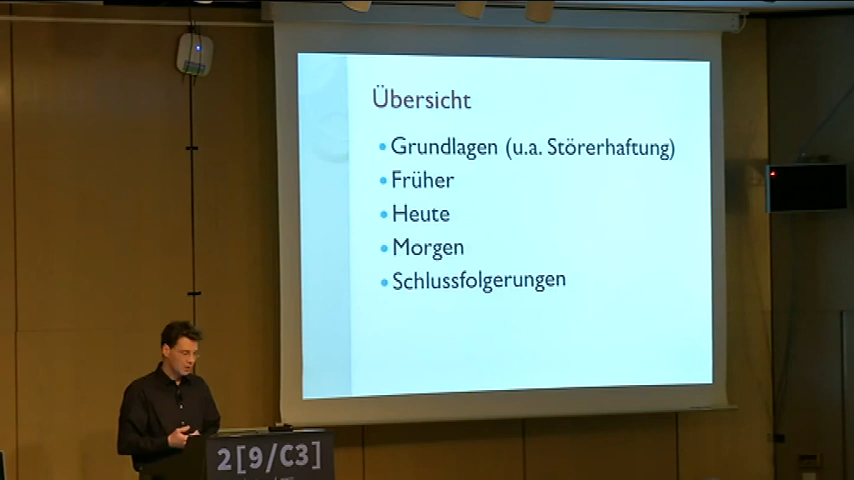 Übersicht
Grundlagen (u.a. Störerhaftung)
Früher
Heute
Morgen
Schlussfolgerungen
2[9/C3]